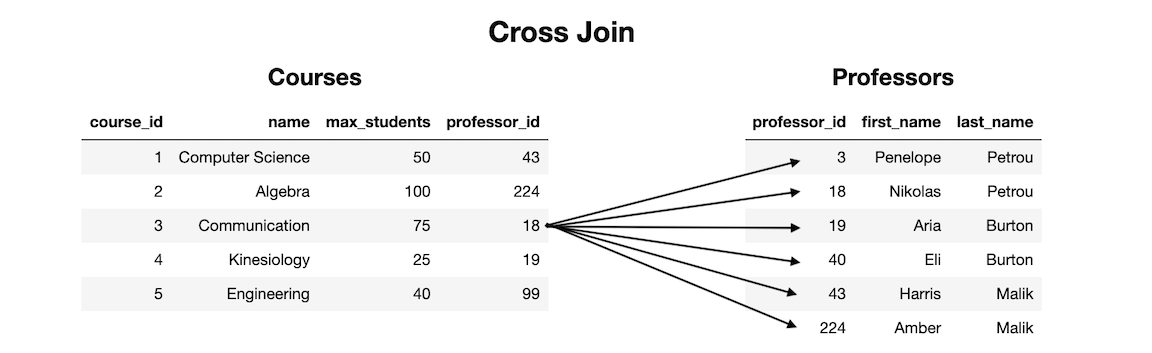 Cross Join
Courses Professors
course_id name max_students professor_id professor_id first_name last_name
1 Computer Science 50 43 3 Penelope Petrou
2 Algebra 100 224 18 Nikolas Petrou
3 Communication 75 18 19 Aria Burton
4 Kinesiology 25 19 40 Eli Burton
5 Engineering 40 99 43 Harris Malik
224 Amber Malik